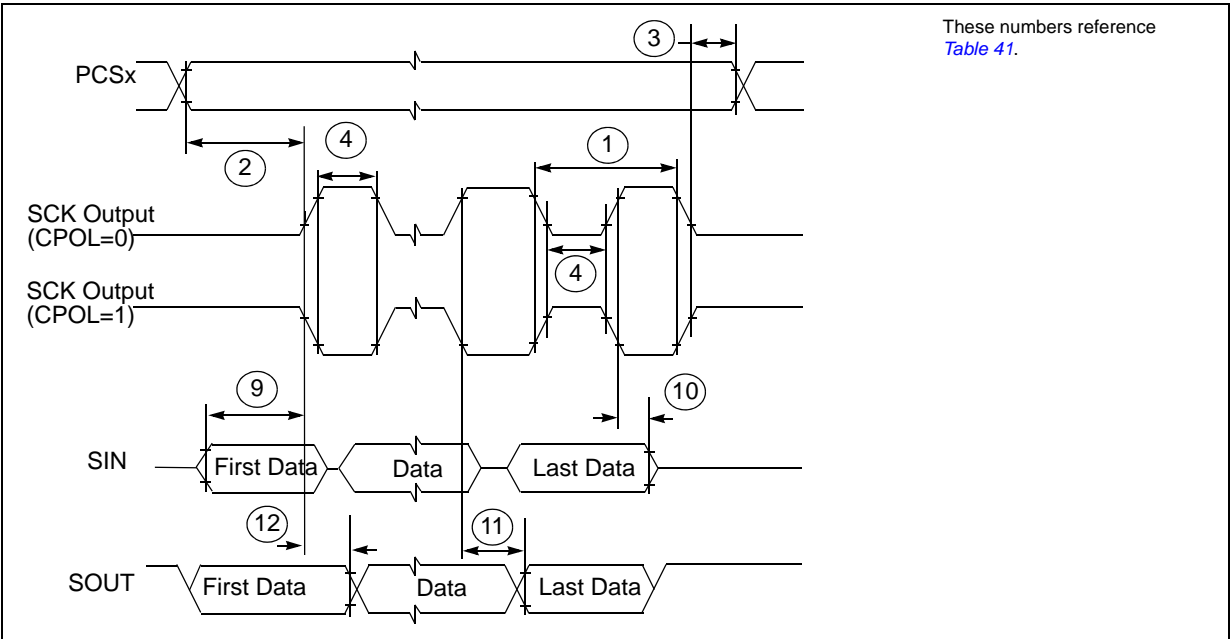 These numbers reference
Table 41.
3
PCSx
2
4
1
SCK Output
(CPOL=0)
4
SCK Output
(CPOL=1)
9
10
SIN
First Data
Data
Last Data
12
11
SOUT
First Data
Data
Last Data